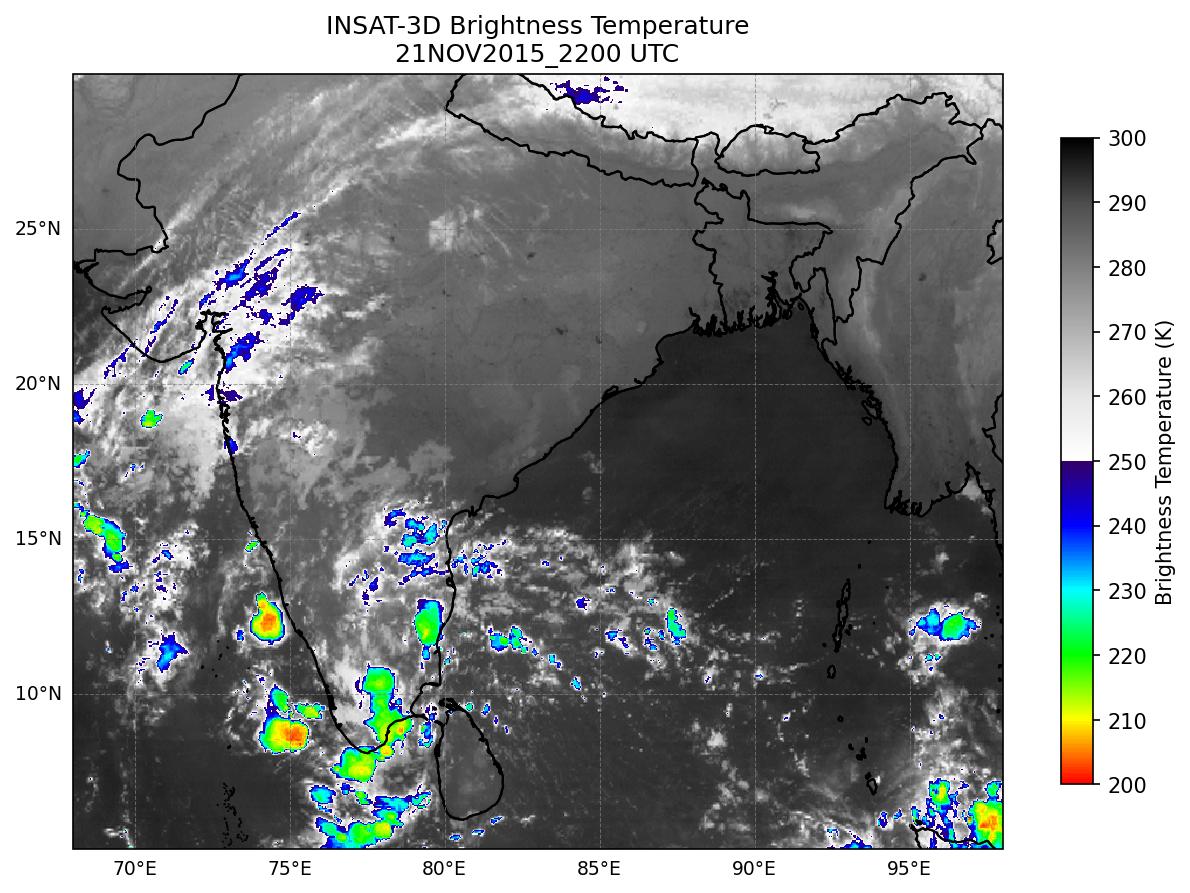 INSAT-3D Brightness Temperature
21NOV2015_2200 UTC
25°N
20°N
15°N
10°N
70°E
75°E
80°E
85°E
90°E
95°E
300
290
280
270
260
250
240
230
220
210
200
Brightness Temperature (K)